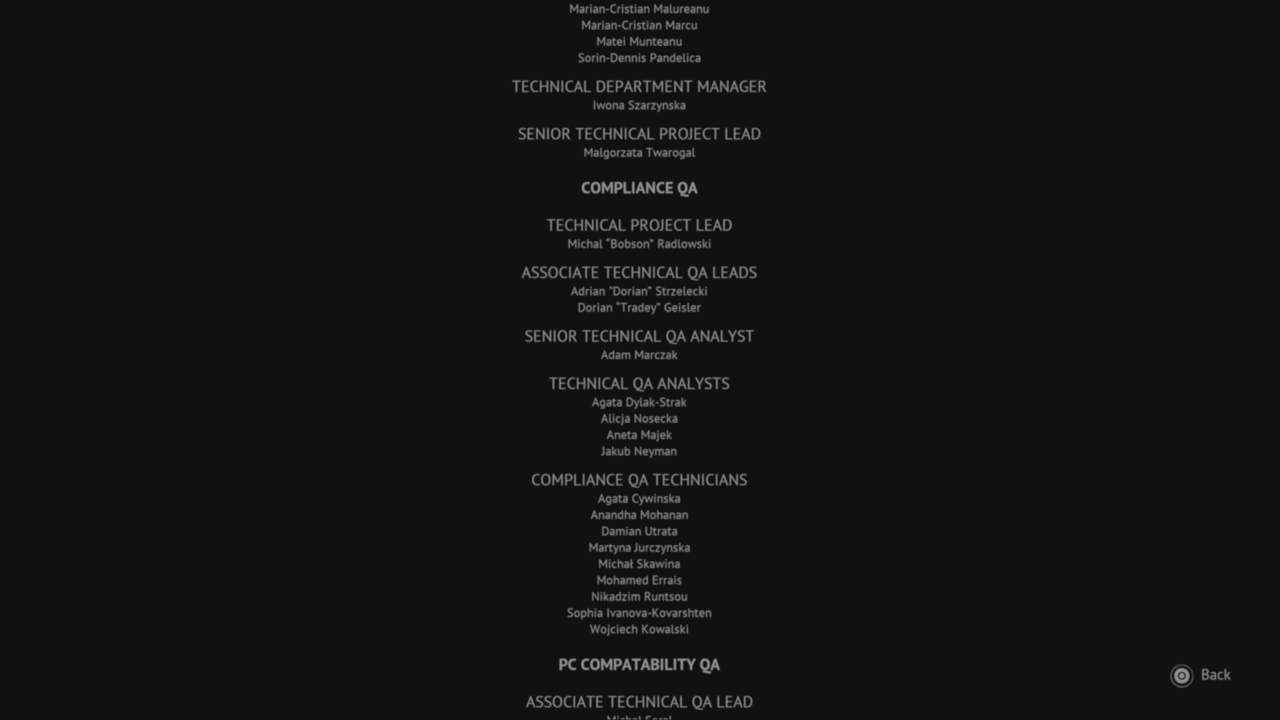 Marian-Cristian Malureanu
Marian-Cristian Marcu
Matei Munteanu
Sorin-Dennis Pandelica
TECHNICAL DEPARTMENT MANAGER
Iwona Szarzynska
SENIOR TECHNICAL PROJECT LEAD
Malgorzata Twarogal
COMPLIANCE QA
TECHNICAL PROJECT LEAD
Michal "Bobson" Radlowski
ASSOCIATE TECHNICAL QA LEADS
Adrian "Dorian" Strzelecki
Dorian "Tradey" Geisler
SENIOR TECHNICAL QA ANALYST
Adam Marczak
TECHNICAL QA ANALYSTS
Agata Dylak-Strak
Alicja Nosecka
Aneta Majek
Jakub Neyman
COMPLIANCE QA TECHNICIANS
Agata Cywinska
Anandha Mohanan
Damian Utrata
Martyna Jurczynska
Michał Skawina
Mohamed Errais
Nikadzim Runtsou
Sophia Ivanova-Kovarshten
Wojciech Kowalski
PC COMPATABILITY QA
Back
ASSOCIATE TECHNICAL QA LEAD